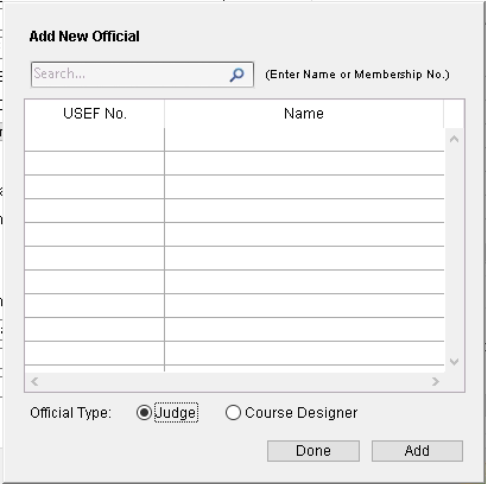 Add New Official
Search... (Enter Name or Membership No.)
USEF No. Name
Official Type: Judge Course Designer
Done Add